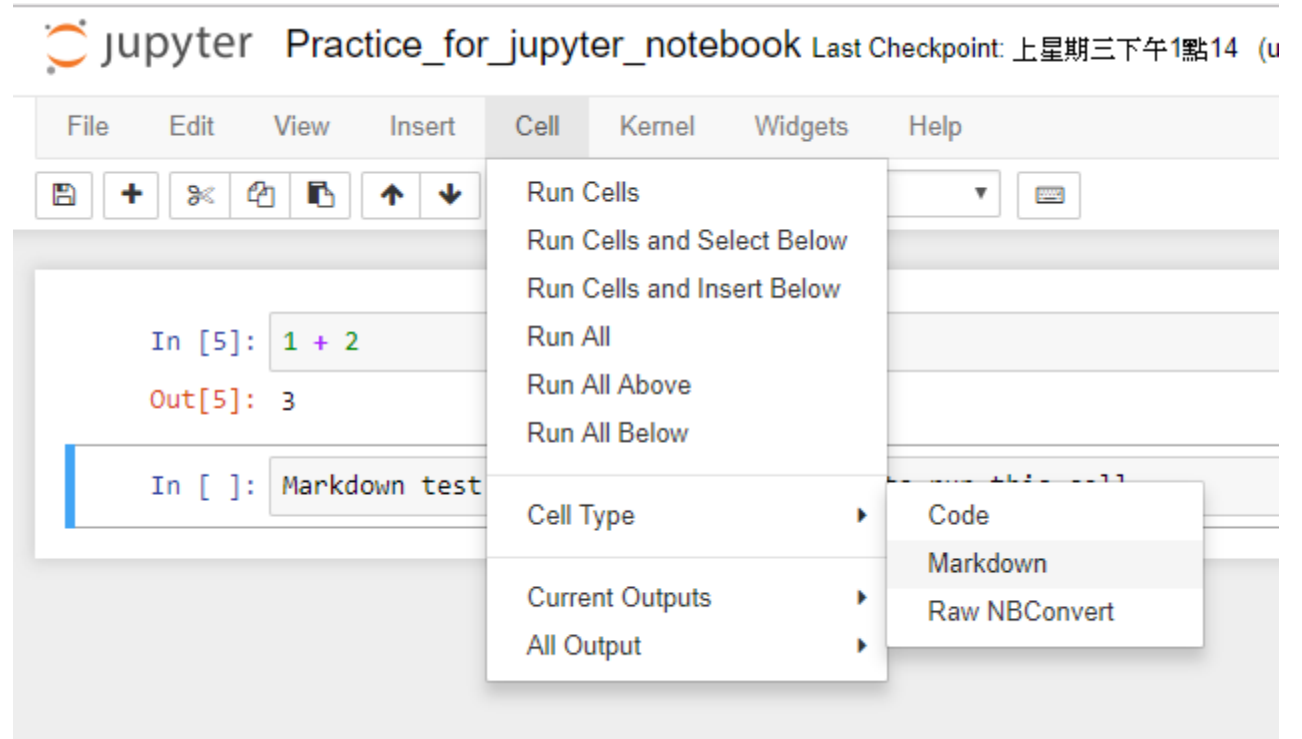 jupyter Practice_for_jupyter_notebook Last Checkpoint: 上星期三下午1點14 (u
File Edit View Insert Cell Kernel Widgets Help
Run Cells
Run Cells and Select Below
Run Cells and Insert Below
In [5]: 1 + 2
Run All
Out[5]: 3
Run All Above
Run All Below
In [ ]: Markdown test
Cell Type
Code
Markdown
Current Outputs
Raw NBConvert
All Output